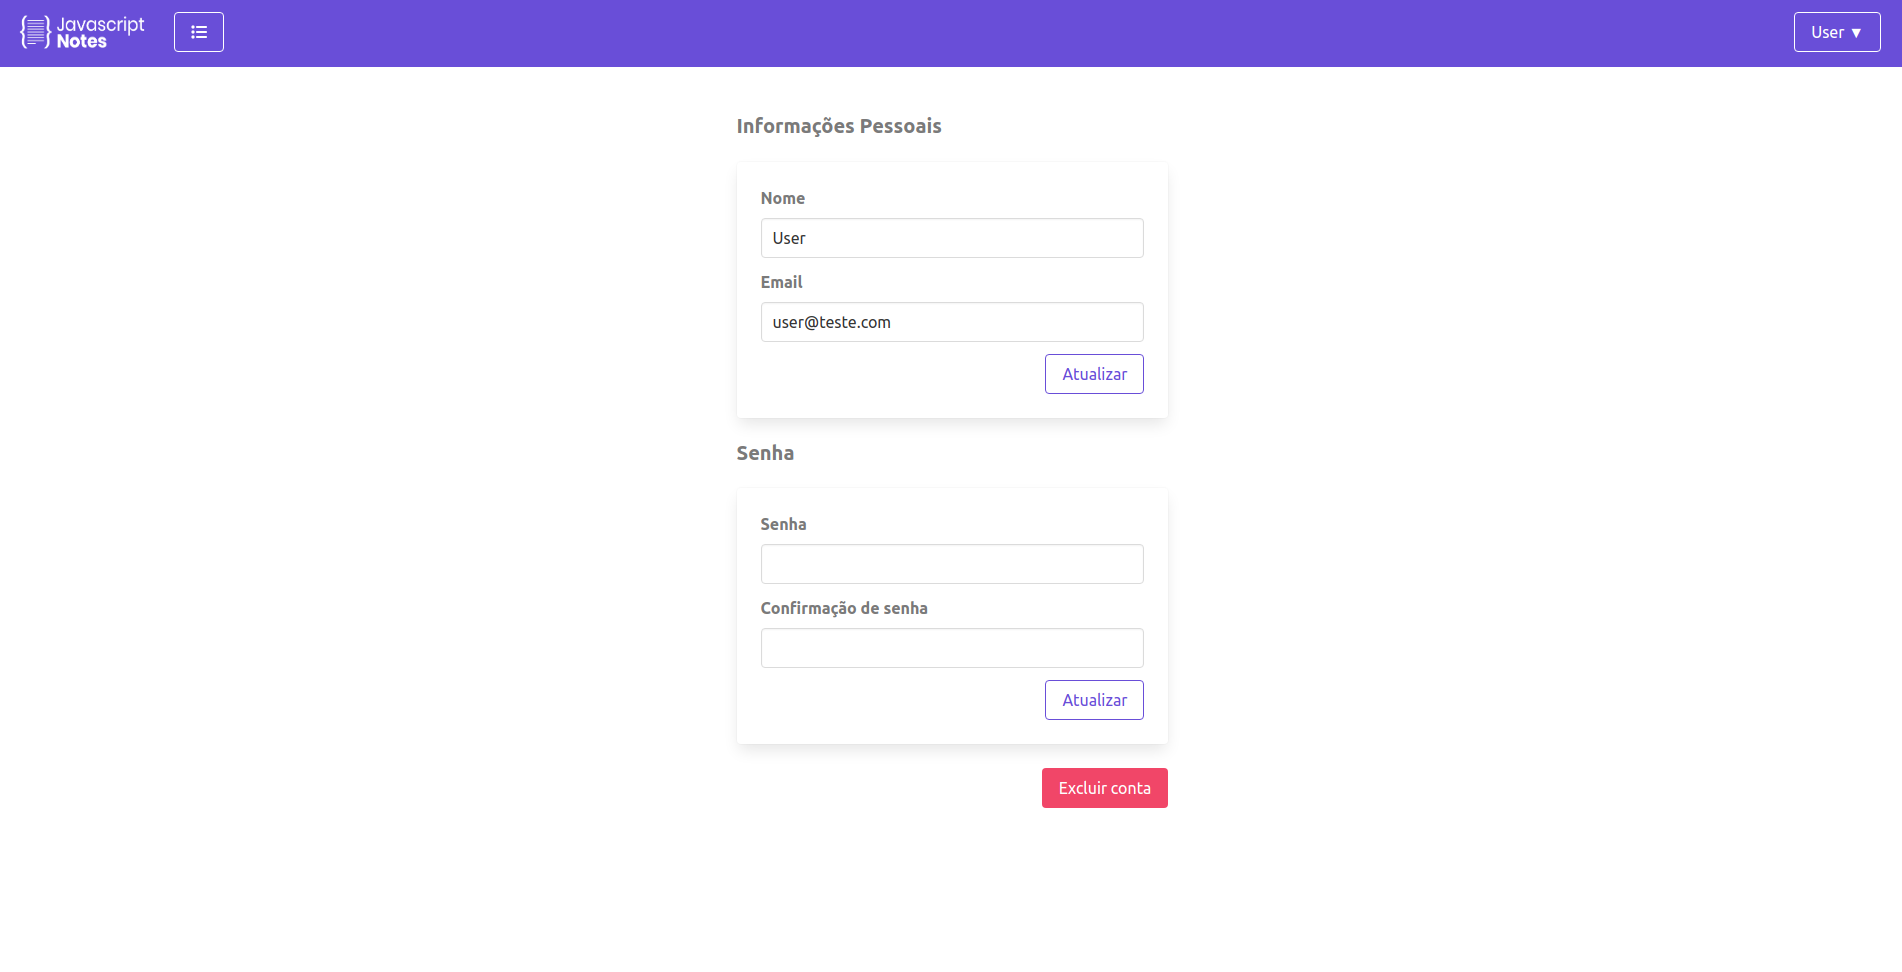 Javascript
Notes
User ▼
Informações Pessoais
Nome
User
Email
user@teste.com
Atualizar
Senha
Senha
Confirmação de senha
Atualizar
Excluir conta